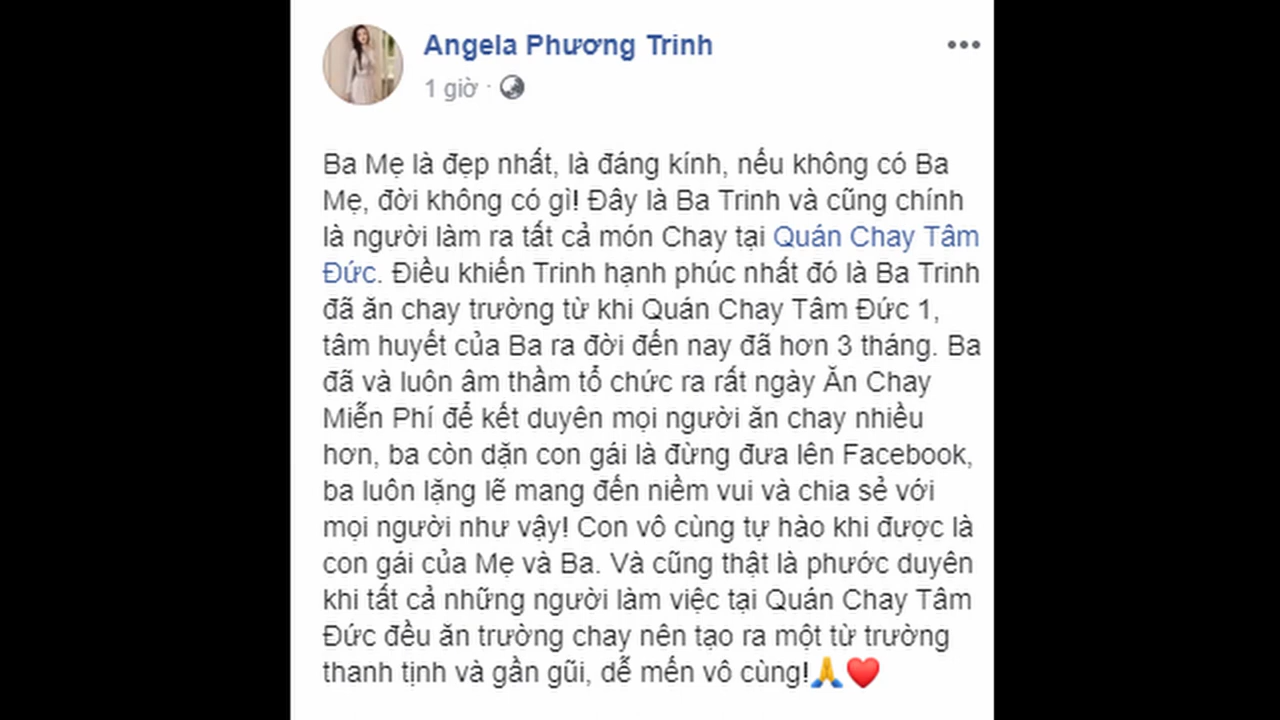 Angela Phương Trinh
1 giờ ·
Ba Mẹ là đẹp nhất, là đáng kính, nếu không có Ba
Mẹ, đời không có gì! Đây là Ba Trinh và cũng chính
là người làm ra tất cả món Chay tại Quán Chay Tâm
Đức. Điều khiến Trinh hạnh phúc nhất đó là Ba Trinh
đã ăn chay trường từ khi Quán Chay Tâm Đức 1,
tâm huyết của Ba ra đời đến nay đã hơn 3 tháng. Ba
đã và luôn âm thầm tổ chức ra rất ngày Ăn Chay
Miễn Phí để kết duyên mọi người ăn chay nhiều
hơn, ba còn dặn con gái là đừng đưa lên Facebook,
ba luôn lặng lẽ mang đến niềm vui và chia sẻ với
mọi người như vậy! Con vô cùng tự hào khi được là
con gái của Mẹ và Ba. Và cũng thật là phước duyên
khi tất cả những người làm việc tại Quán Chay Tâm
Đức đều ăn trường chay nên tạo ra một từ trường
thanh tịnh và gần gũi, dễ mến vô cùng!🙏❤️